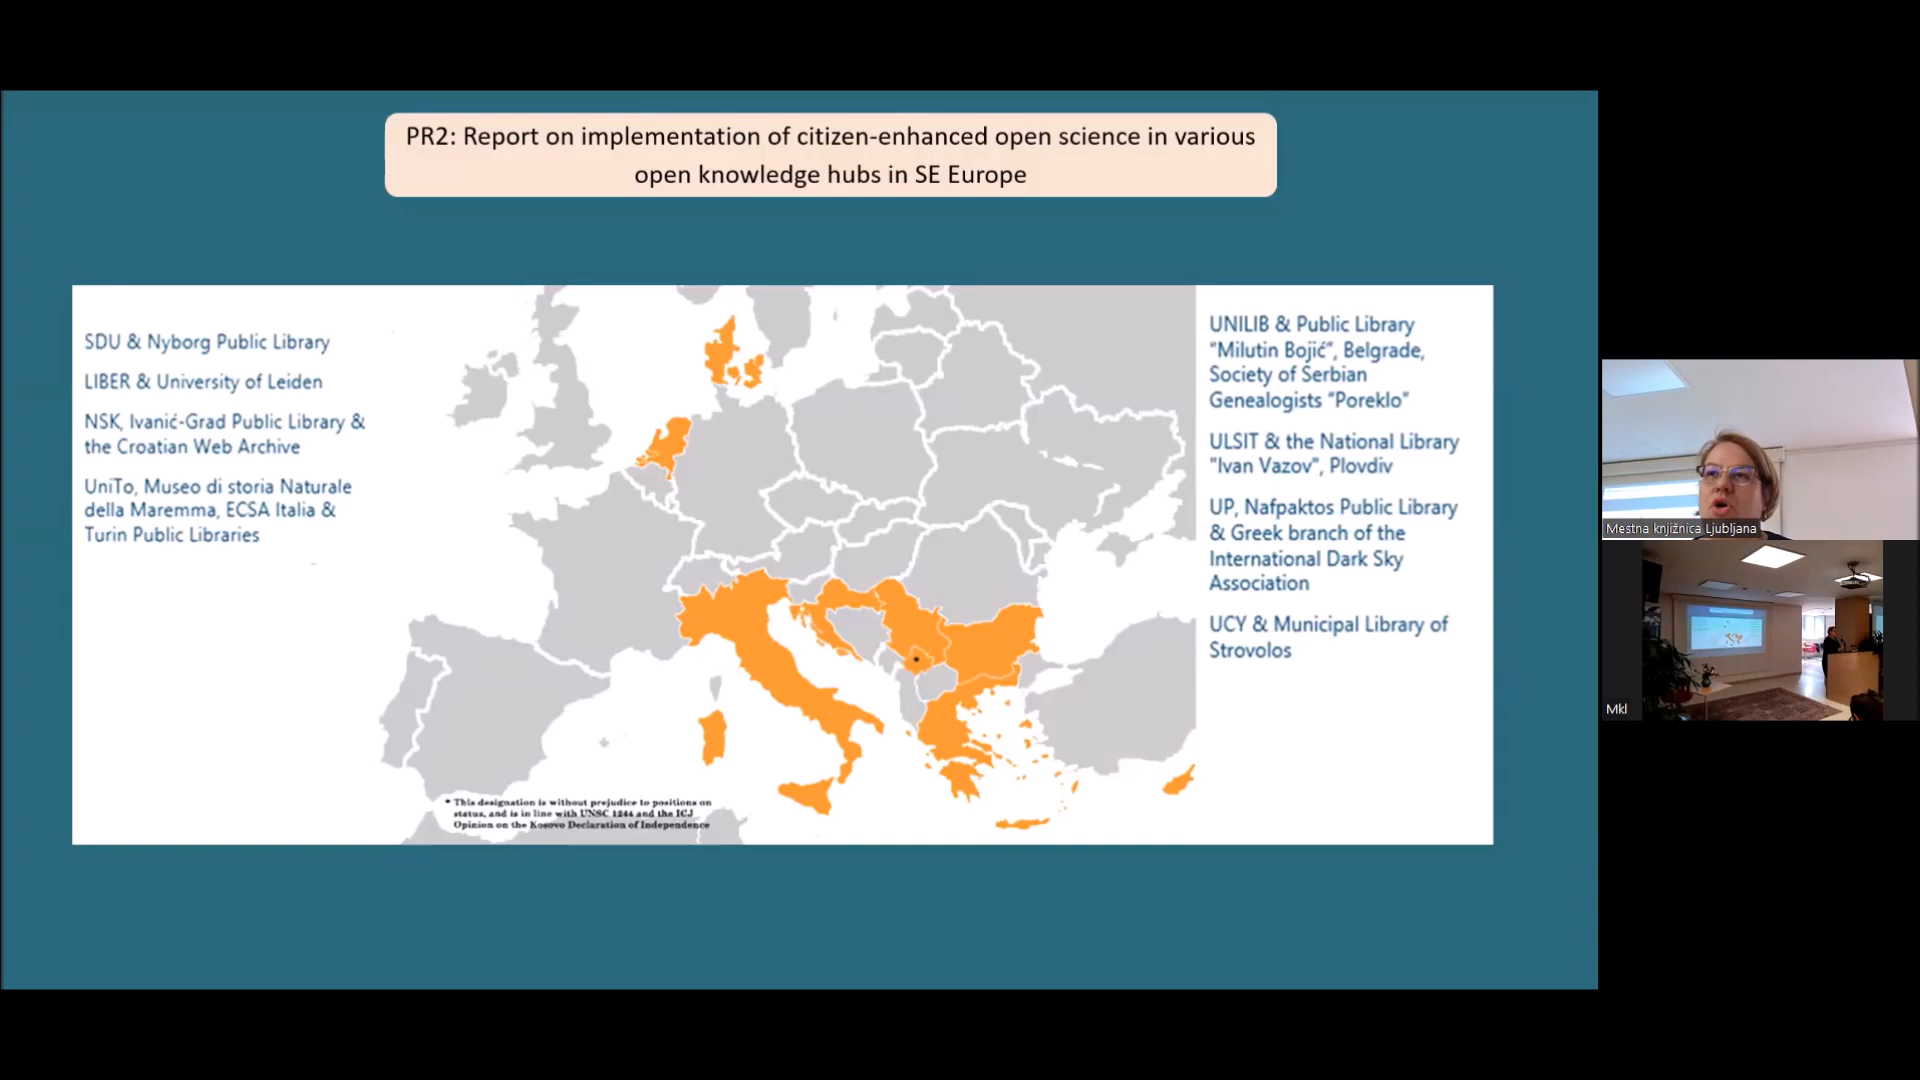 PR2: Report on implementation of citizen-enhanced open science in various
open knowledge hubs in SE Europe
SDU & Nyborg Public Library
LIBER & University of Leiden
NSK, Ivanić-Grad Public Library &
the Croatian Web Archive
UniTo, Museo di storia Naturale
della Maremma, ECSA Italia &
Turin Public Libraries
* This designation is without prejudice to positions on
status, and is in line with UNSC 1244 and the ICJ
Opinion on the Kosovo Declaration of Independence
UNILIB & Public Library
"Milutin Bojić", Belgrade,
Society of Serbian
Genealogists "Poreklo"
ULSIT & the National Library
"Ivan Vazov", Plovdiv
UP, Nafpaktos Public Library
& Greek branch of the
International Dark Sky
Association
UCY & Municipal Library of
Strovolos
Mestna knjižnica Ljubljana
Mkl